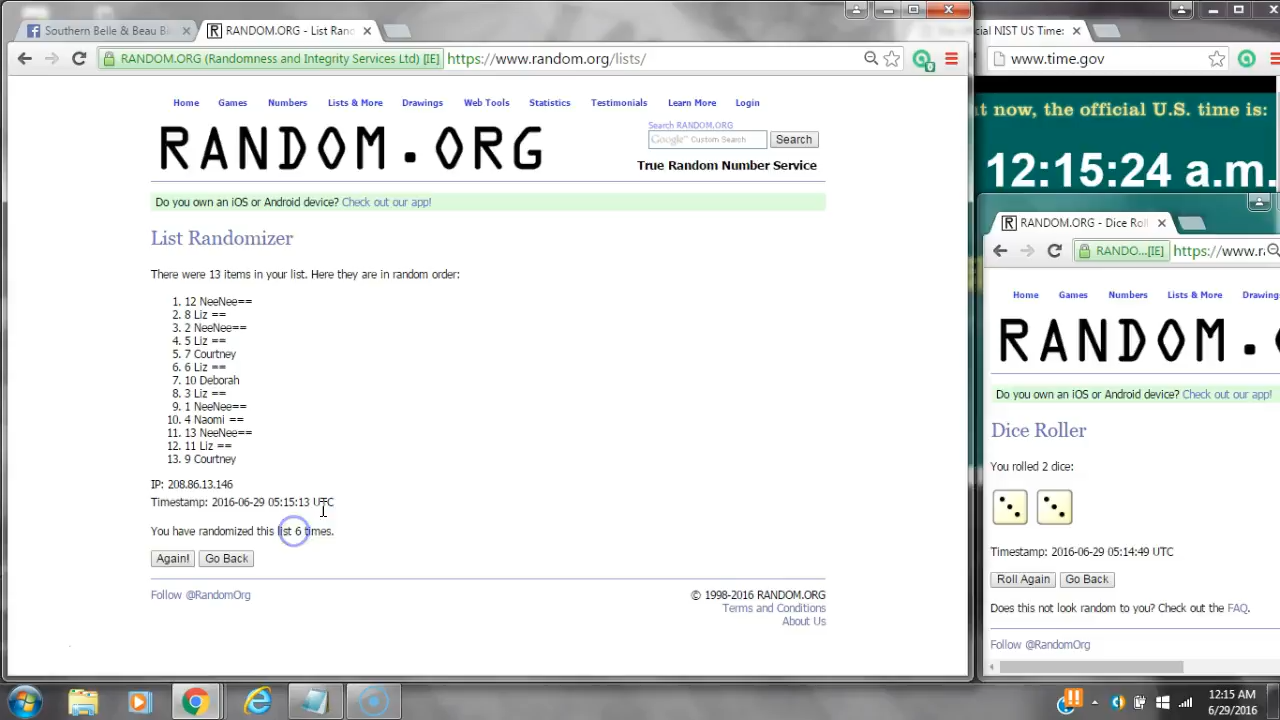 Southern Belle & Beau B
RANDOM.ORG - List Rand
RANDOM.ORG (Randomness and Integrity Services Ltd) [IE]
https://www.random.org/lists/
Home Games Numbers Lists & More Drawings Web Tools Statistics Testimonials Learn More Login
RANDOM.ORG
Search RANDOM.ORG
Google™ Custom Search
Search
True Random Number Service
Do you own an iOS or Android device? Check out our app!
List Randomizer
There were 13 items in your list. Here they are in random order:
1. 12 NeeNee==
2. 8 Liz ==
3. 2 NeeNee==
4. 5 Liz ==
5. 7 Courtney
6. 6 Liz ==
7. 10 Deborah
8. 3 Liz ==
9. 1 NeeNee==
10. 4 Naomi ==
11. 13 NeeNee==
12. 11 Liz ==
13. 9 Courtney
IP: 208.86.13.146
Timestamp: 2016-06-29 05:15:13 UTC
You have randomized this list 6 times.
Again! Go Back
Follow @RandomOrg
© 1998-2016 RANDOM.ORG
Terms and Conditions
About Us
cial NIST US Time:
www.time.gov
t now, the official U.S. time is:
12:15:24 a.m.
RANDOM.ORG - Dice Roll
RANDO...[IE]
https://www.r
Home Games Numbers Lists & More Drawing
RANDOM.
Do you own an iOS or Android device? Check out our app!
Dice Roller
You rolled 2 dice:
Timestamp: 2016-06-29 05:14:49 UTC
Roll Again Go Back
Does this not look random to you? Check out the FAQ.
Follow @RandomOrg
12:15 AM
6/29/2016